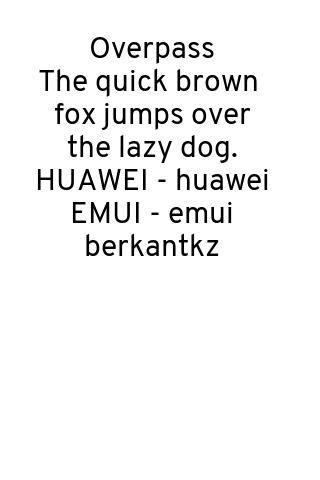 Overpass
The quick brown
fox jumps over
the lazy dog.
HUAWEI - huawei
EMUI - emui
berkantkz